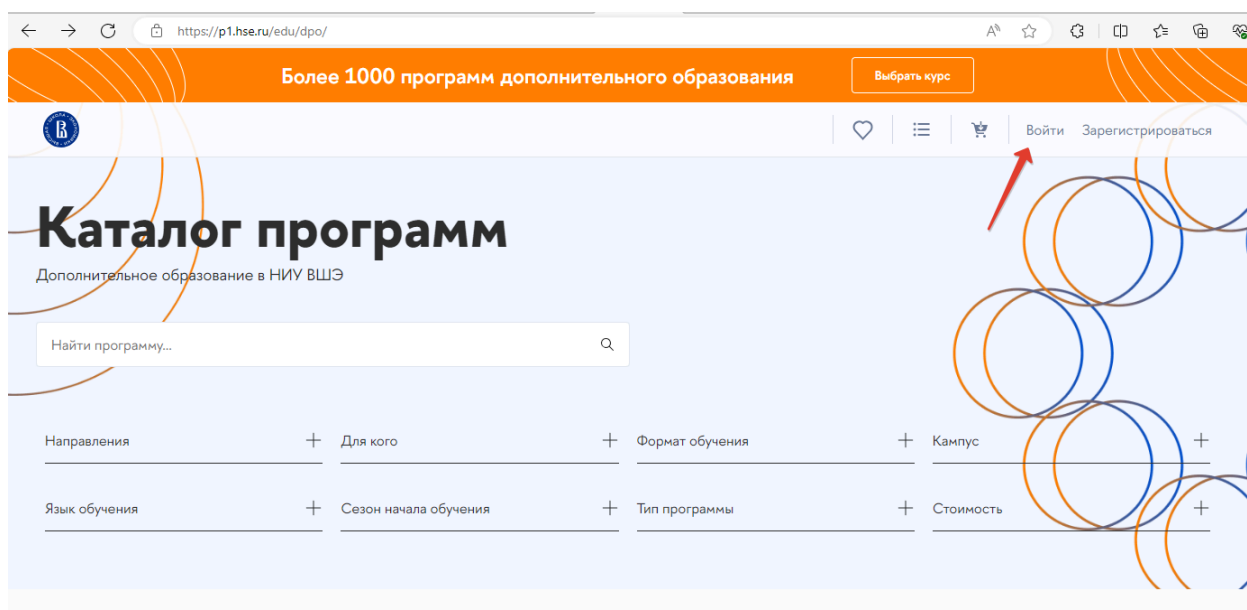 https://p1.hse.ru/edu/dpo/
Более 1000 программ дополнительного образования
Выбрать курс
Войти Зарегистрироваться
Каталог программ
Дополнительное образование в НИУ ВШЭ
Найти программу...
Направления Для кого Формат обучения Кампус
Язык обучения Сезон начала обучения Тип программы Стоимость